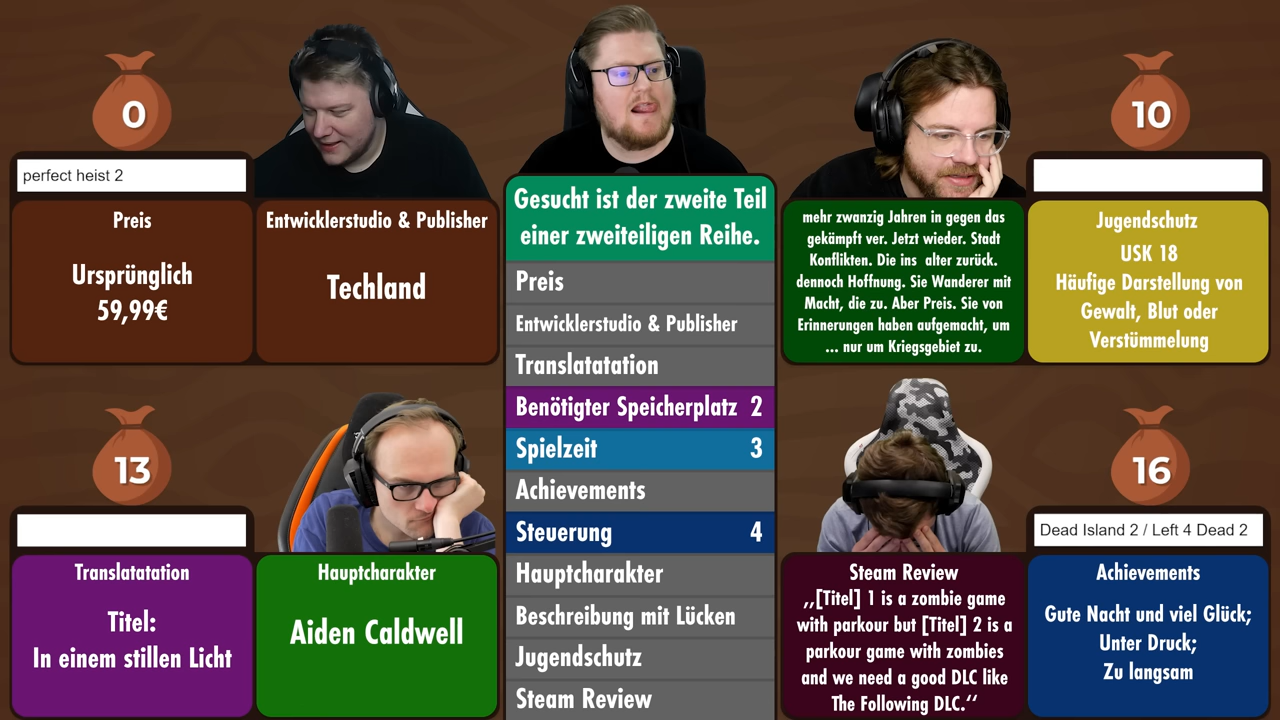 0
perfect heist 2
Preis
Ursprünglich
59,99€
Entwicklerstudio & Publisher
Techland
Gesucht ist der zweite Teil
einer zweiteiligen Reihe.
Preis
Entwicklerstudio & Publisher
Translatatation
Benötigter Speicherplatz 2
Spielzeit 3
Achievements
Steuerung 4
Hauptcharakter
Beschreibung mit Lücken
Jugendschutz
Steam Review
10
mehr zwanzig Jahren in gegen das
gekämpft ver. Jetzt wieder. Stadt
Konflikten. Die ins alter zurück.
dennoch Hoffnung. Sie Wanderer mit
Macht, die zu. Aber Preis. Sie von
Erinnerungen haben aufgemacht, um
... nur um Kriegsgebiet zu.
Jugendschutz
USK 18
Häufige Darstellung von
Gewalt, Blut oder
Verstümmelung
13
Translatatation
Titel:
In einem stillen Licht
Hauptcharakter
Aiden Caldwell
16
Dead Island 2 / Left 4 Dead 2
Steam Review
,,[Titel] 1 is a zombie game
with parkour but [Titel] 2 is a
parkour game with zombies
and we need a good DLC like
The Following DLC.‘‘
Achievements
Gute Nacht und viel Glück;
Unter Druck;
Zu langsam